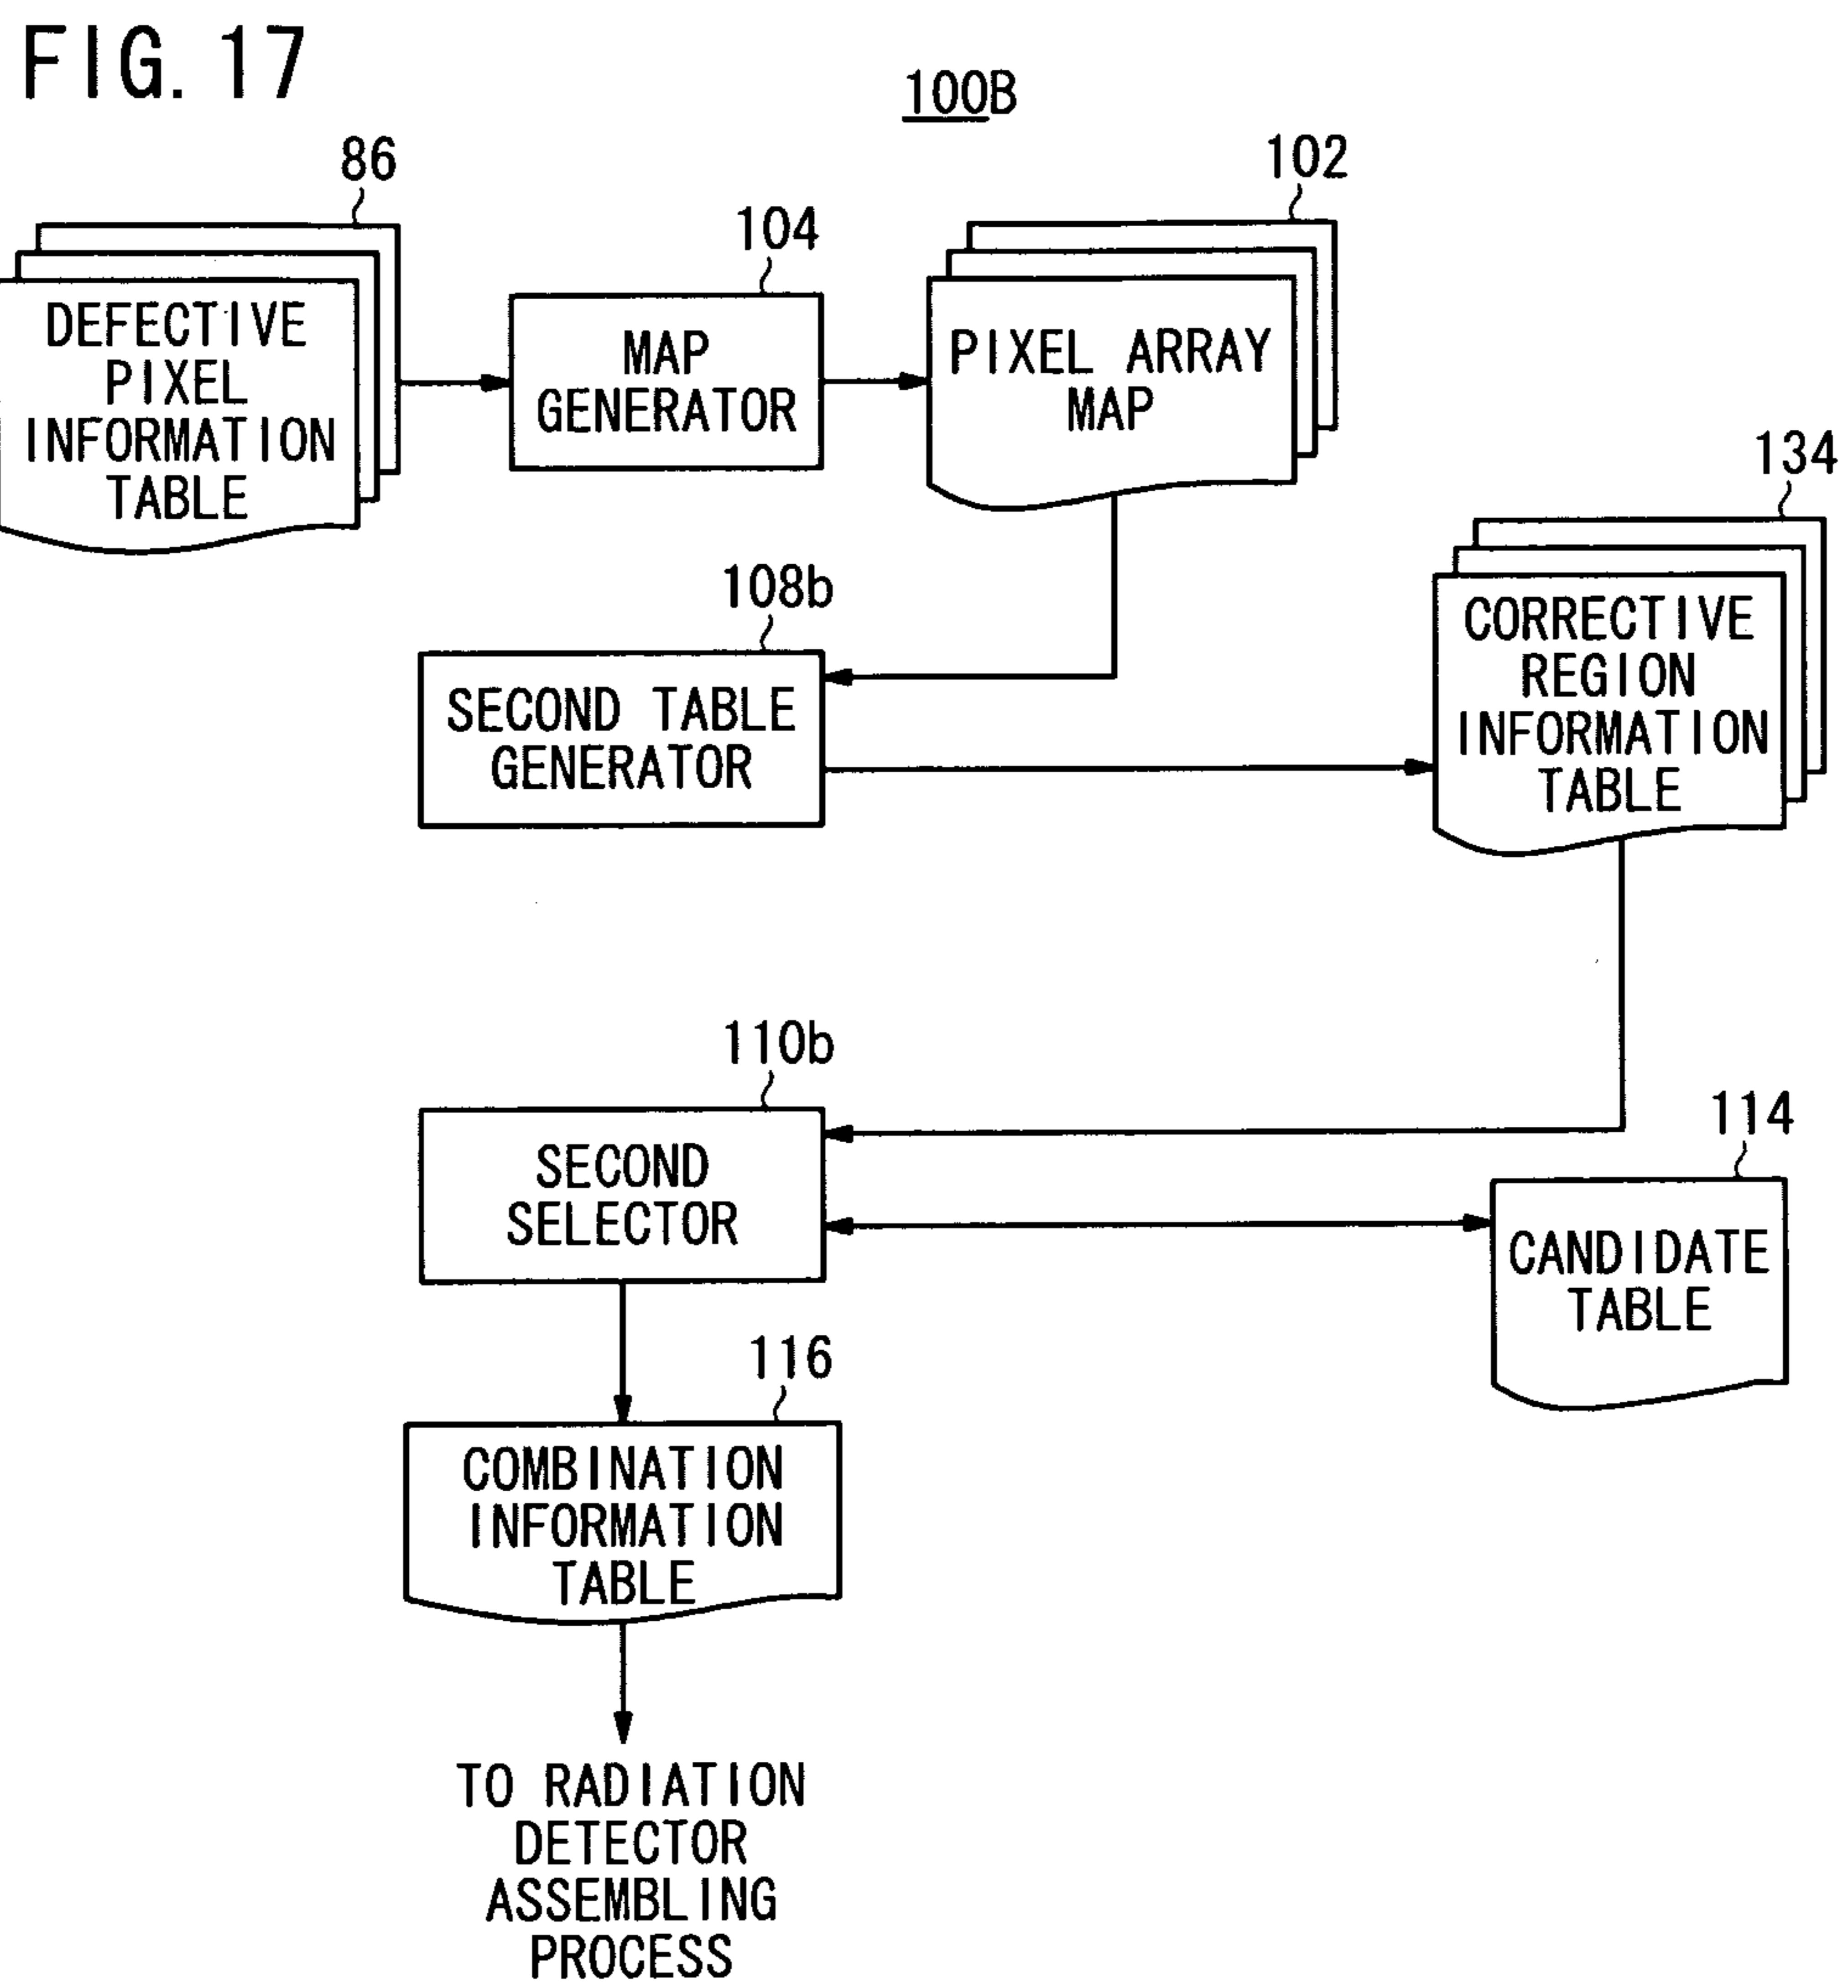 FIG. 17
100B
86
DEFECTIVE
PIXEL
INFORMATION
TABLE
104
MAP
GENERATOR
102
PIXEL ARRAY
MAP
108b
SECOND TABLE
GENERATOR
134
CORRECTIVE
REGION
INFORMATION
TABLE
110b
SECOND
SELECTOR
114
CANDIDATE
TABLE
116
COMBINATION
INFORMATION
TABLE
TO RADIATION
DETECTOR
ASSEMBLING
PROCESS